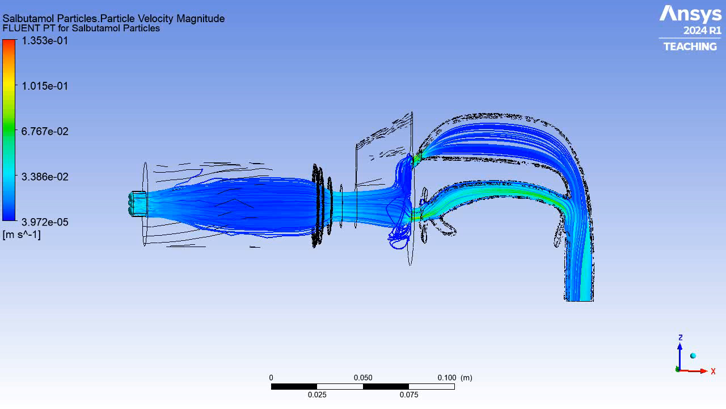 Salbutamol Particles.Particle Velocity Magnitude
FLUENT PT for Salbutamol Particles
1.353e-01
1.015e-01
6.767e-02
3.386e-02
3.972e-05
[m s^-1]
Ansys
2024 R1
TEACHING
0 0.050 0.100 (m)
0.025 0.075
Z
X